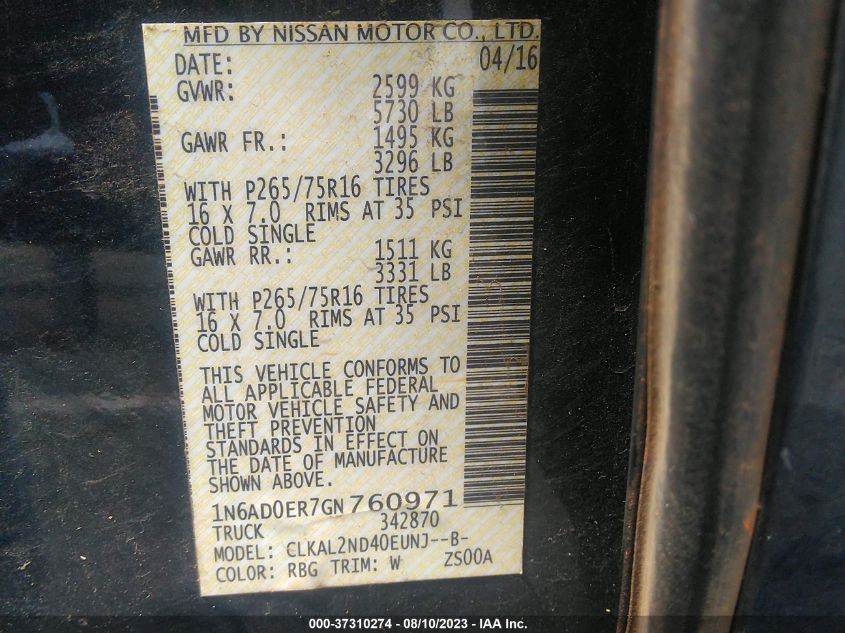 MFD BY NISSAN MOTOR CO., LTD.
DATE: 04/16
GVWR: 2599 KG
5730 LB
GAWR FR.: 1495 KG
3296 LB
WITH P265/75R16 TIRES
16 X 7.0 RIMS AT 35 PSI
COLD SINGLE
GAWR RR.: 1511 KG
3331 LB
WITH P265/75R16 TIRES
16 X 7.0 RIMS AT 35 PSI
COLD SINGLE
THIS VEHICLE CONFORMS TO
ALL APPLICABLE FEDERAL
MOTOR VEHICLE SAFETY AND
THEFT PREVENTION
STANDARDS IN EFFECT ON
THE DATE OF MANUFACTURE
SHOWN ABOVE.
1N6AD0ER7GN760971
TRUCK 342870
MODEL: CLKAL2ND40EUNJ--B-
COLOR: RBG TRIM: W ZS00A
000-37310274 - 08/10/2023 - IAA Inc.